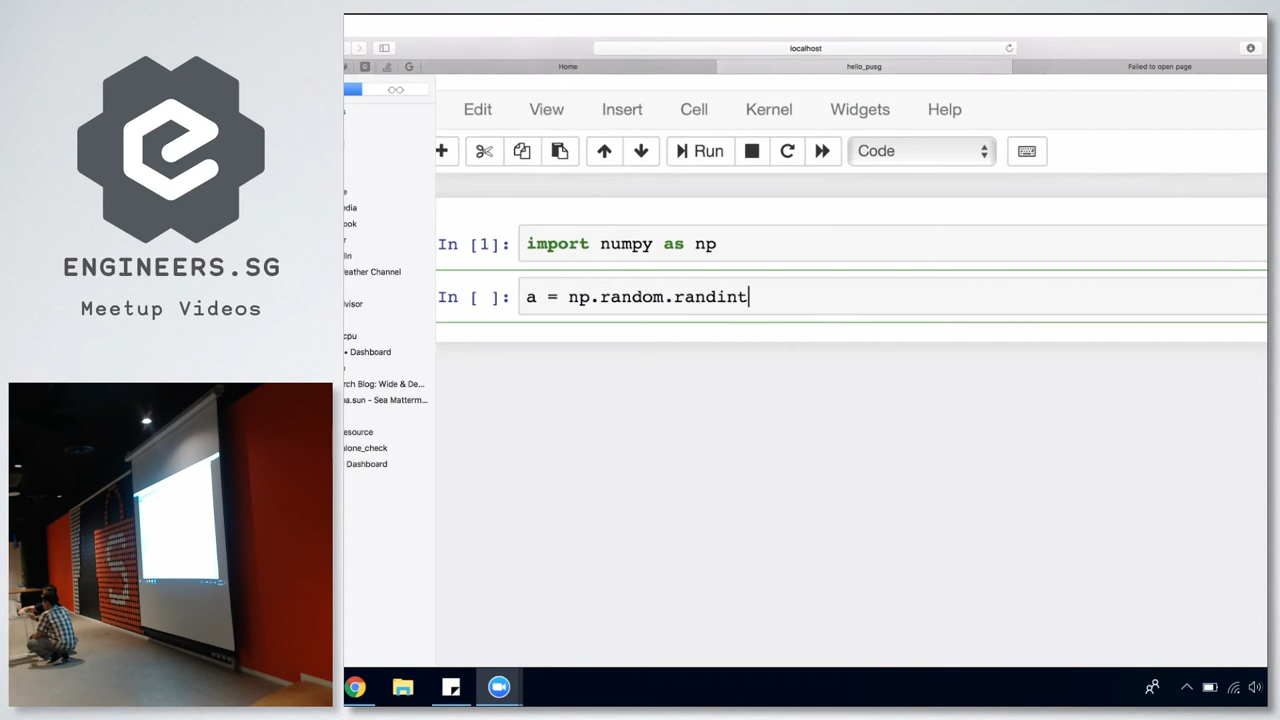 ENGINEERS.SG
Meetup Videos
localhost
Home
hello_pusg
Failed to open page
Edit
View
Insert
Cell
Kernel
Widgets
Help
Run
Code
In [1]:
import numpy as np
In [ ]:
a = np.random.randint
edia
ook
eather Channel
dvisor
cpu
• Dashboard
rch Blog: Wide & De...
na.sun - Sea Matterm...
esource
alone_check
Dashboard